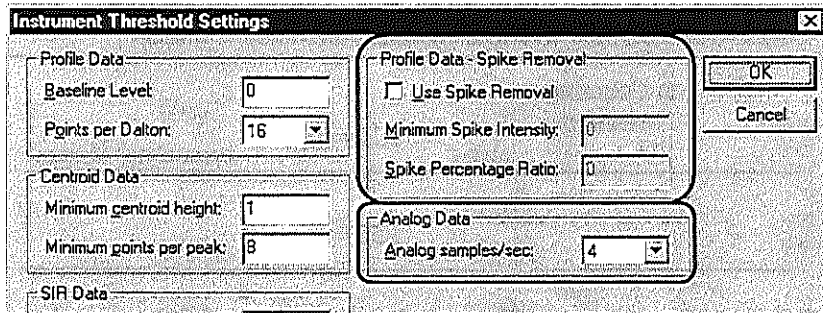 Instrument Threshold Settings
Profile Data
Baseline Level: 0
Points per Dalton: 16
Centroid Data
Minimum centroid height: 1
Minimum points per peak: 8
SIR Data
Profile Data - Spike Removal
Use Spike Removal
Minimum Spike Intensity: 0
Spike Percentage Ratio: 0
Analog Data
Analog samples/sec: 4
OK
Cancel